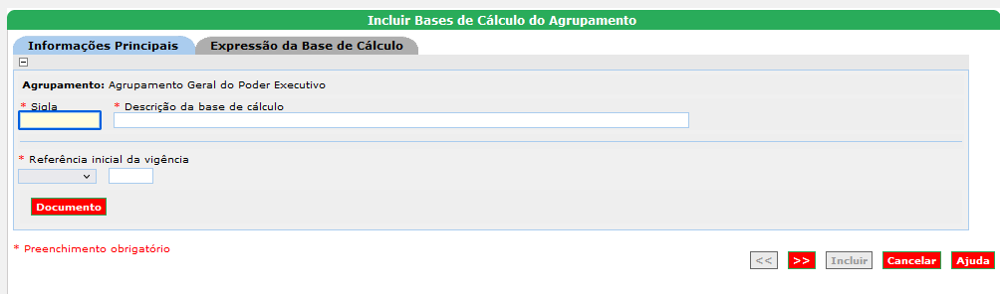 Incluir Bases de Cálculo do Agrupamento
Informações Principais Expressão da Base de Cálculo
Agrupamento: Agrupamento Geral do Poder Executivo
* Sigla * Descrição da base de cálculo
* Referência inicial da vigência
Documento
* Preenchimento obrigatório
<< >> Incluir Cancelar Ajuda